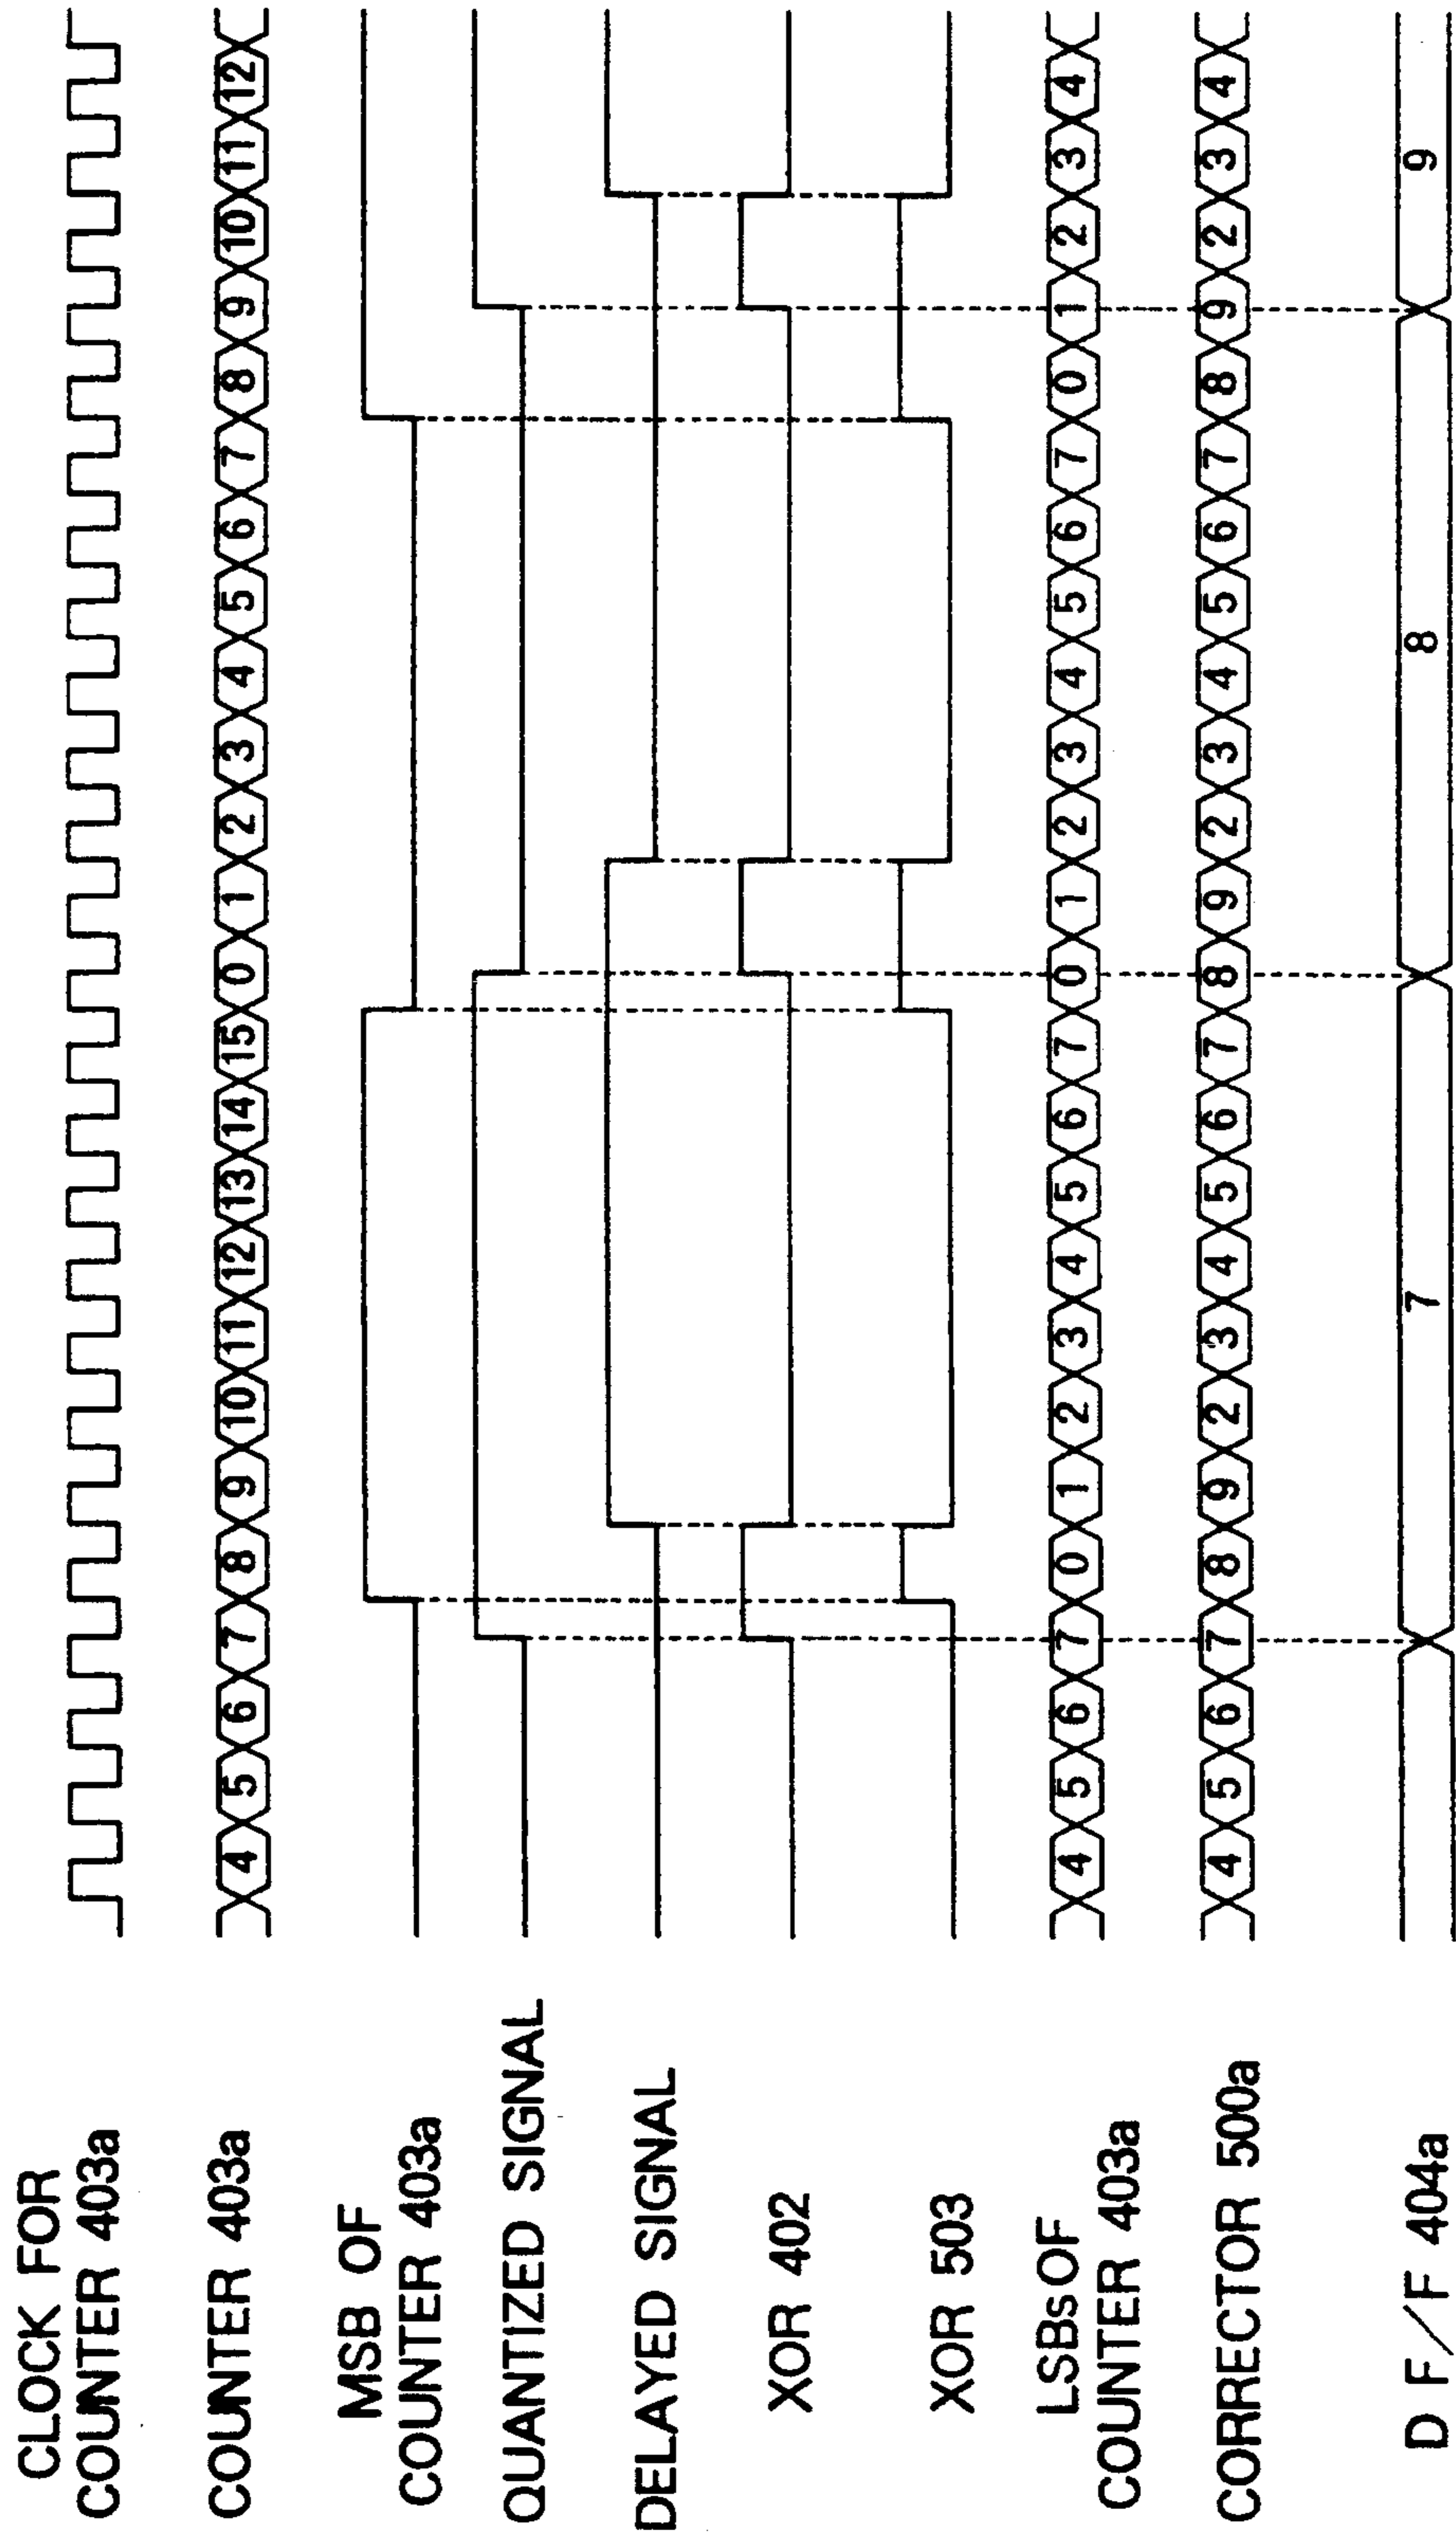 CLOCK FOR
COUNTER 403a
COUNTER 403a
4 5 6 7 8 9 10 11 12 13 14 15 0 1 2 3 4 5 6 7 8 9 10 11 12
MSB OF
COUNTER 403a
QUANTIZED SIGNAL
DELAYED SIGNAL
XOR 402
XOR 503
LSBs OF
COUNTER 403a
4 5 6 7 0 1 2 3 4 5 6 7 0 1 2 3 4 5 6 7 0 1 2 3 4
CORRECTOR 500a
4 5 6 7 8 9 2 3 4 5 6 7 8 9 2 3 4 5 6 7 8 9 2 3 4
D F/F 404a
7 8 9